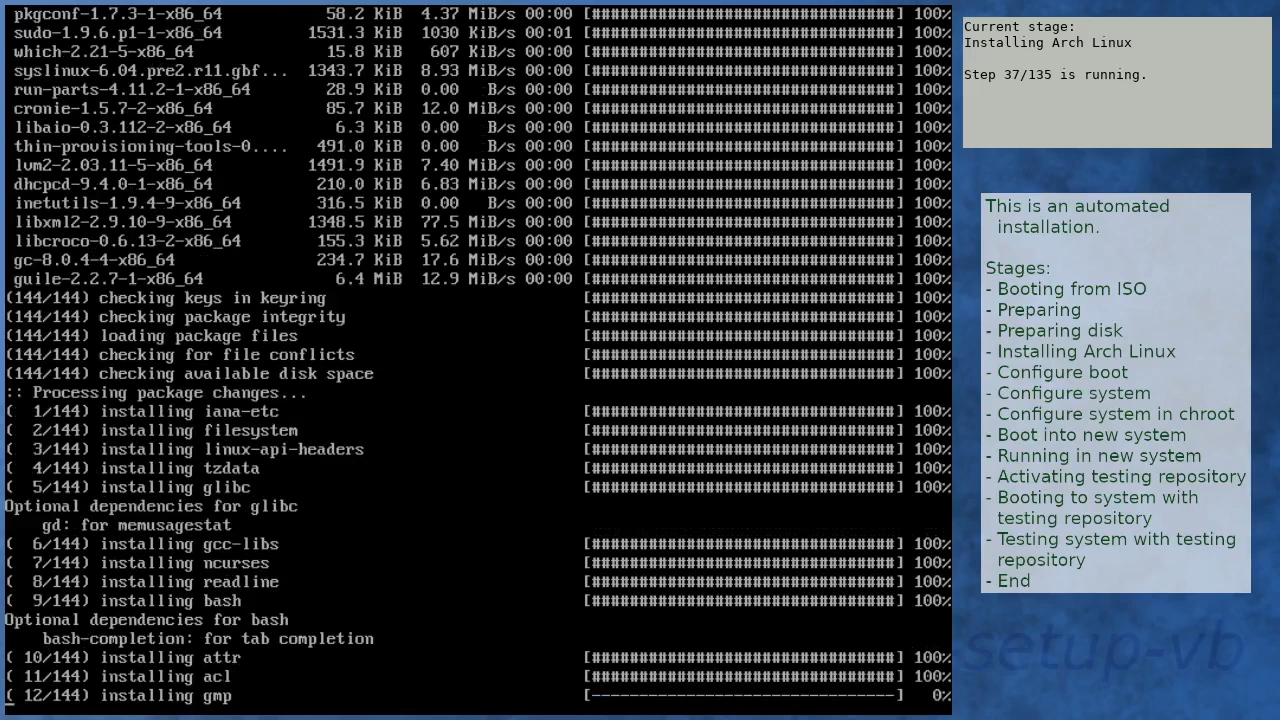 pkgconf-1.7.3-1-x86_64 58.2 KiB 4.37 MiB/s 00:00 [################################] 100%
sudo-1.9.6.p1-1-x86_64 1531.3 KiB 1030 KiB/s 00:01 [################################] 100%
which-2.21-5-x86_64 15.8 KiB 607 KiB/s 00:00 [################################] 100%
syslinux-6.04.pre2.r11.gbf... 1343.7 KiB 8.93 MiB/s 00:00 [################################] 100%
run-parts-4.11.2-1-x86_64 28.9 KiB 0.00 B/s 00:00 [################################] 100%
cronie-1.5.7-2-x86_64 85.7 KiB 12.0 MiB/s 00:00 [################################] 100%
libaio-0.3.112-2-x86_64 6.3 KiB 0.00 B/s 00:00 [################################] 100%
thin-provisioning-tools-0.... 491.0 KiB 0.00 B/s 00:00 [################################] 100%
lvm2-2.03.11-5-x86_64 1491.9 KiB 7.40 MiB/s 00:00 [################################] 100%
dhcpcd-9.4.0-1-x86_64 210.0 KiB 6.83 MiB/s 00:00 [################################] 100%
inetutils-1.9.4-9-x86_64 316.5 KiB 0.00 B/s 00:00 [################################] 100%
libxml2-2.9.10-9-x86_64 1348.5 KiB 77.5 MiB/s 00:00 [################################] 100%
libcroco-0.6.13-2-x86_64 155.3 KiB 5.62 MiB/s 00:00 [################################] 100%
gc-8.0.4-4-x86_64 234.7 KiB 17.6 MiB/s 00:00 [################################] 100%
guile-2.2.7-1-x86_64 6.4 MiB 12.9 MiB/s 00:00 [################################] 100%
(144/144) checking keys in keyring [################################] 100%
(144/144) checking package integrity [################################] 100%
(144/144) loading package files [################################] 100%
(144/144) checking for file conflicts [################################] 100%
(144/144) checking available disk space [################################] 100%
:: Processing package changes...
( 1/144) installing iana-etc [################################] 100%
( 2/144) installing filesystem [################################] 100%
( 3/144) installing linux-api-headers [################################] 100%
( 4/144) installing tzdata [################################] 100%
( 5/144) installing glibc [################################] 100%
Optional dependencies for glibc
gd: for memusagestat
( 6/144) installing gcc-libs [################################] 100%
( 7/144) installing ncurses [################################] 100%
( 8/144) installing readline [################################] 100%
( 9/144) installing bash [################################] 100%
Optional dependencies for bash
bash-completion: for tab completion
( 10/144) installing attr [################################] 100%
( 11/144) installing acl [################################] 100%
( 12/144) installing gmp [--------------------------------] 0%
Current stage:
Installing Arch Linux
Step 37/135 is running.
This is an automated
installation.
Stages:
- Booting from ISO
- Preparing
- Preparing disk
- Installing Arch Linux
- Configure boot
- Configure system
- Configure system in chroot
- Boot into new system
- Running in new system
- Activating testing repository
- Booting to system with
testing repository
- Testing system with testing
repository
- End
setup-vb